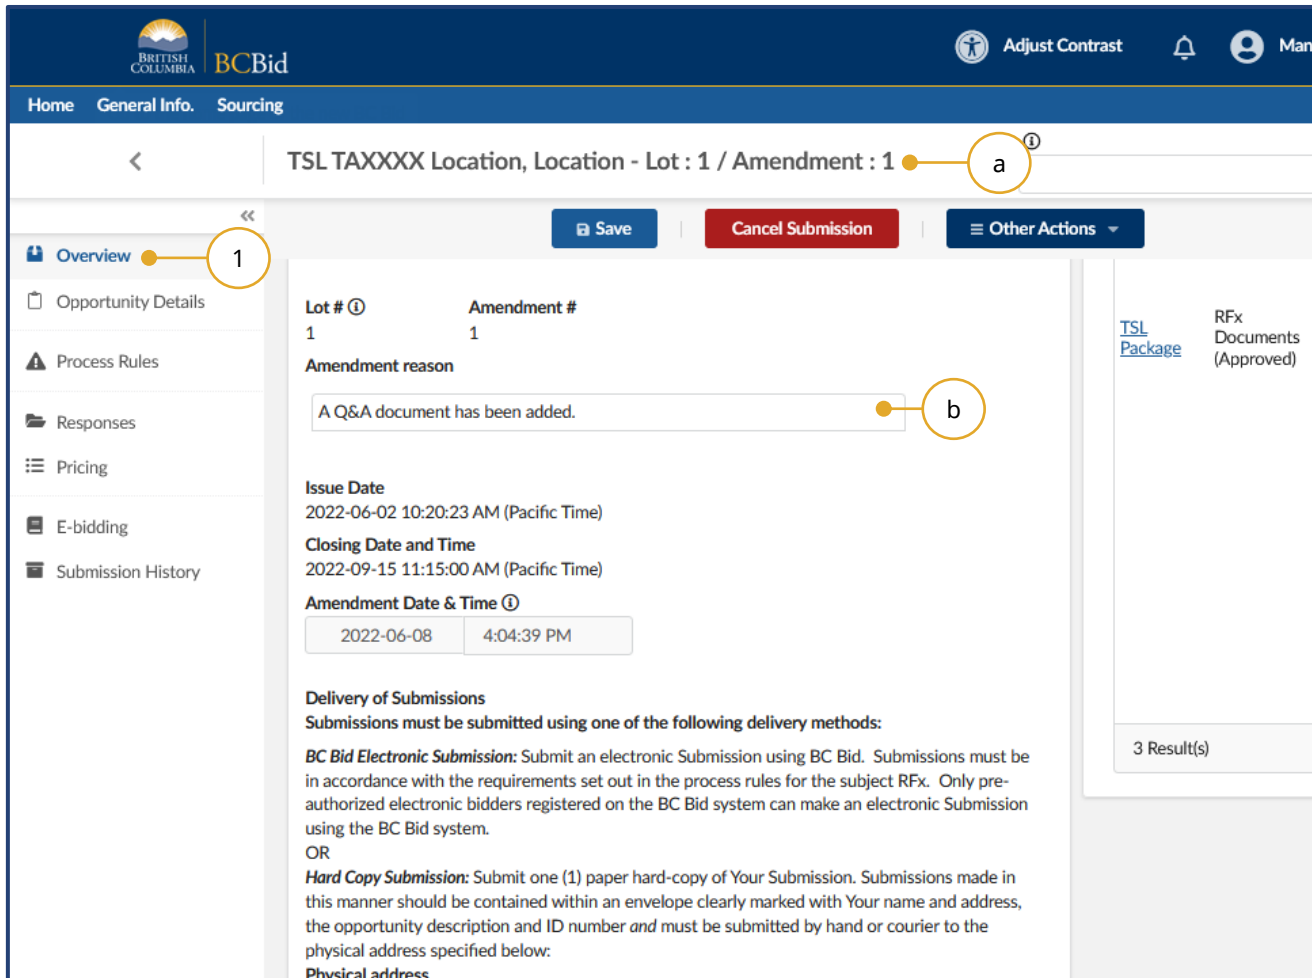 BRITISH
COLUMBIA
BCBid
Adjust Contrast
Man
Home General Info. Sourcing
TSL TAXXXX Location, Location - Lot : 1 / Amendment : 1
a
Save
Cancel Submission
Other Actions
Overview
1
Opportunity Details
Process Rules
Responses
Pricing
E-bidding
Submission History
Lot # Amendment #
1 1
Amendment reason
A Q&A document has been added.
b
Issue Date
2022-06-02 10:20:23 AM (Pacific Time)
Closing Date and Time
2022-09-15 11:15:00 AM (Pacific Time)
Amendment Date & Time
2022-06-08 4:04:39 PM
Delivery of Submissions
Submissions must be submitted using one of the following delivery methods:
BC Bid Electronic Submission: Submit an electronic Submission using BC Bid. Submissions must be
in accordance with the requirements set out in the process rules for the subject RFx. Only pre-
authorized electronic bidders registered on the BC Bid system can make an electronic Submission
using the BC Bid system.
OR
Hard Copy Submission: Submit one (1) paper hard-copy of Your Submission. Submissions made in
this manner should be contained within an envelope clearly marked with Your name and address,
the opportunity description and ID number and must be submitted by hand or courier to the
physical address specified below:
Physical address
TSL
Package
RFx
Documents
(Approved)
3 Result(s)